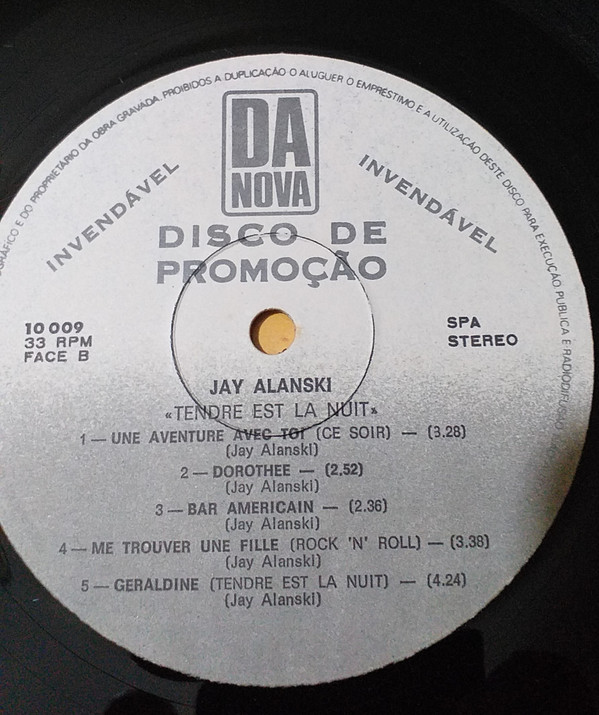 OGRÁFICO E DO PROPRIETÁRIO DA OBRA GRAVADA. PROIBIDOS A DUPLICAÇÃO O ALUGUER O EMPRÉSTIMO E A UTILIZAÇÃO DESTE DISCO PARA EXECUÇÃO PUBLICA E RADIODIFUSÃO
DA
NOVA
INVENDÁVEL
INVENDÁVEL
DISCO DE
PROMOÇÃO
10 009
33 RPM
FACE B
SPA
STEREO
JAY ALANSKI
«TENDRE EST LA NUIT»
1 — UNE AVENTURE AVEC TOI (CE SOIR) — (3.28)
(Jay Alanski)
2 — DOROTHEE — (2.52)
(Jay Alanski)
3 — BAR AMERICAIN — (2.36)
(Jay Alanski)
4 — ME TROUVER UNE FILLE (ROCK 'N' ROLL) — (3.38)
(Jay Alanski)
5 — GERALDINE (TENDRE EST LA NUIT) — (4.24)
(Jay Alanski)